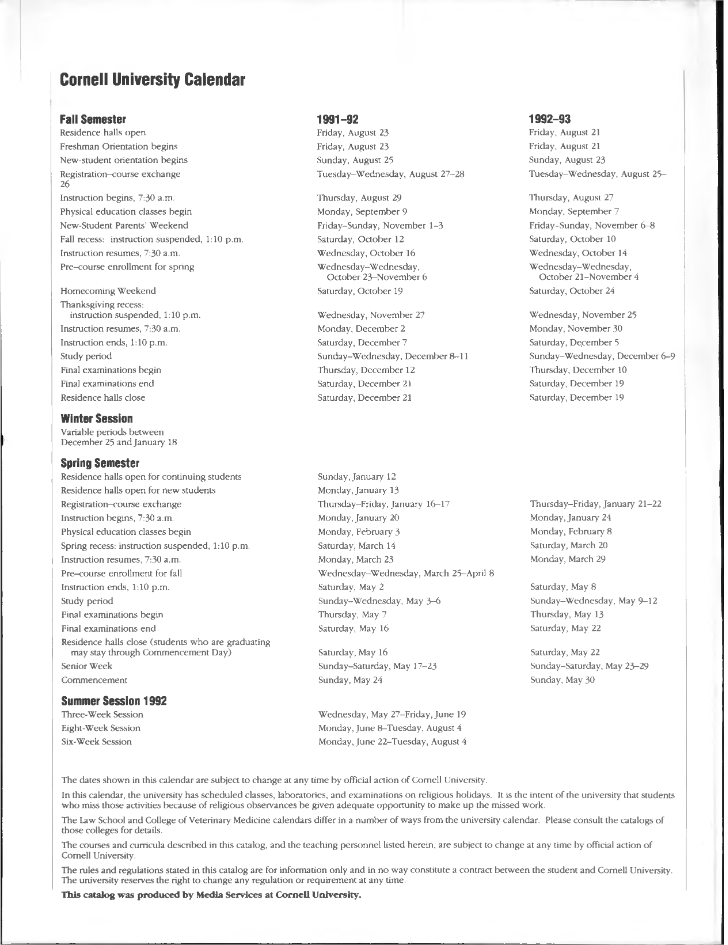 Cornell University Calendar
Fall Semester 1991–92 1992–93
Residence halls open Friday, August 23 Friday, August 21
Freshman Orientation begins Friday, August 23 Friday, August 21
New-student orientation begins Sunday, August 25 Sunday, August 23
Registration–course exchange Tuesday–Wednesday, August 27–28 Tuesday–Wednesday, August 25–
26
Instruction begins, 7:30 a.m. Thursday, August 29 Thursday, August 27
Physical education classes begin Monday, September 9 Monday, September 7
New-Student Parents' Weekend Friday–Sunday, November 1–3 Friday-Sunday, November 6–8
Fall recess: instruction suspended, 1:10 p.m. Saturday, October 12 Saturday, October 10
Instruction resumes, 7:30 a.m. Wednesday, October 16 Wednesday, October 14
Pre–course enrollment for spring Wednesday–Wednesday, Wednesday–Wednesday,
October 23–November 6 October 21–November 4
Homecoming Weekend Saturday, October 19 Saturday, October 24
Thanksgiving recess:
instruction suspended, 1:10 p.m. Wednesday, November 27 Wednesday, November 25
Instruction resumes, 7:30 a.m. Monday, December 2 Monday, November 30
Instruction ends, 1:10 p.m. Saturday, December 7 Saturday, December 5
Study period Sunday–Wednesday, December 8–11 Sunday–Wednesday, December 6–9
Final examinations begin Thursday, December 12 Thursday, December 10
Final examinations end Saturday, December 21 Saturday, December 19
Residence halls close Saturday, December 21 Saturday, December 19
Winter Session
Variable periods between
December 25 and January 18
Spring Semester
Residence halls open for continuing students Sunday, January 12
Residence halls open for new students Monday, January 13
Registration–course exchange Thursday–Friday, January 16–17 Thursday–Friday, January 21–22
Instruction begins, 7:30 a.m. Monday, January 20 Monday, January 24
Physical education classes begin Monday, February 3 Monday, February 8
Spring recess: instruction suspended, 1:10 p.m. Saturday, March 14 Saturday, March 20
Instruction resumes, 7:30 a.m. Monday, March 23 Monday, March 29
Pre–course enrollment for fall Wednesday–Wednesday, March 25–April 8
Instruction ends, 1:10 p.m. Saturday, May 2 Saturday, May 8
Study period Sunday–Wednesday, May 3–6 Sunday–Wednesday, May 9–12
Final examinations begin Thursday, May 7 Thursday, May 13
Final examinations end Saturday, May 16 Saturday, May 22
Residence halls close (students who are graduating
may stay through Commencement Day) Saturday, May 16 Saturday, May 22
Senior Week Sunday–Saturday, May 17–23 Sunday–Saturday, May 23–29
Commencement Sunday, May 24 Sunday, May 30
Summer Session 1992
Three-Week Session Wednesday, May 27–Friday, June 19
Eight-Week Session Monday, June 8–Tuesday, August 4
Six-Week Session Monday, June 22–Tuesday, August 4
The dates shown in this calendar are subject to change at any time by official action of Cornell University.
In this calendar, the university has scheduled classes, laboratories, and examinations on religious holidays. It is the intent of the university that students
who miss those activities because of religious observances be given adequate opportunity to make up the missed work.
The Law School and College of Veterinary Medicine calendars differ in a number of ways from the university calendar. Please consult the catalogs of
those colleges for details.
The courses and curricula described in this catalog, and the teaching personnel listed herein, are subject to change at any time by official action of
Cornell University.
The rules and regulations stated in this catalog are for information only and in no way constitute a contract between the student and Cornell University.
The university reserves the right to change any regulation or requirement at any time.
This catalog was produced by Media Services at Cornell University.